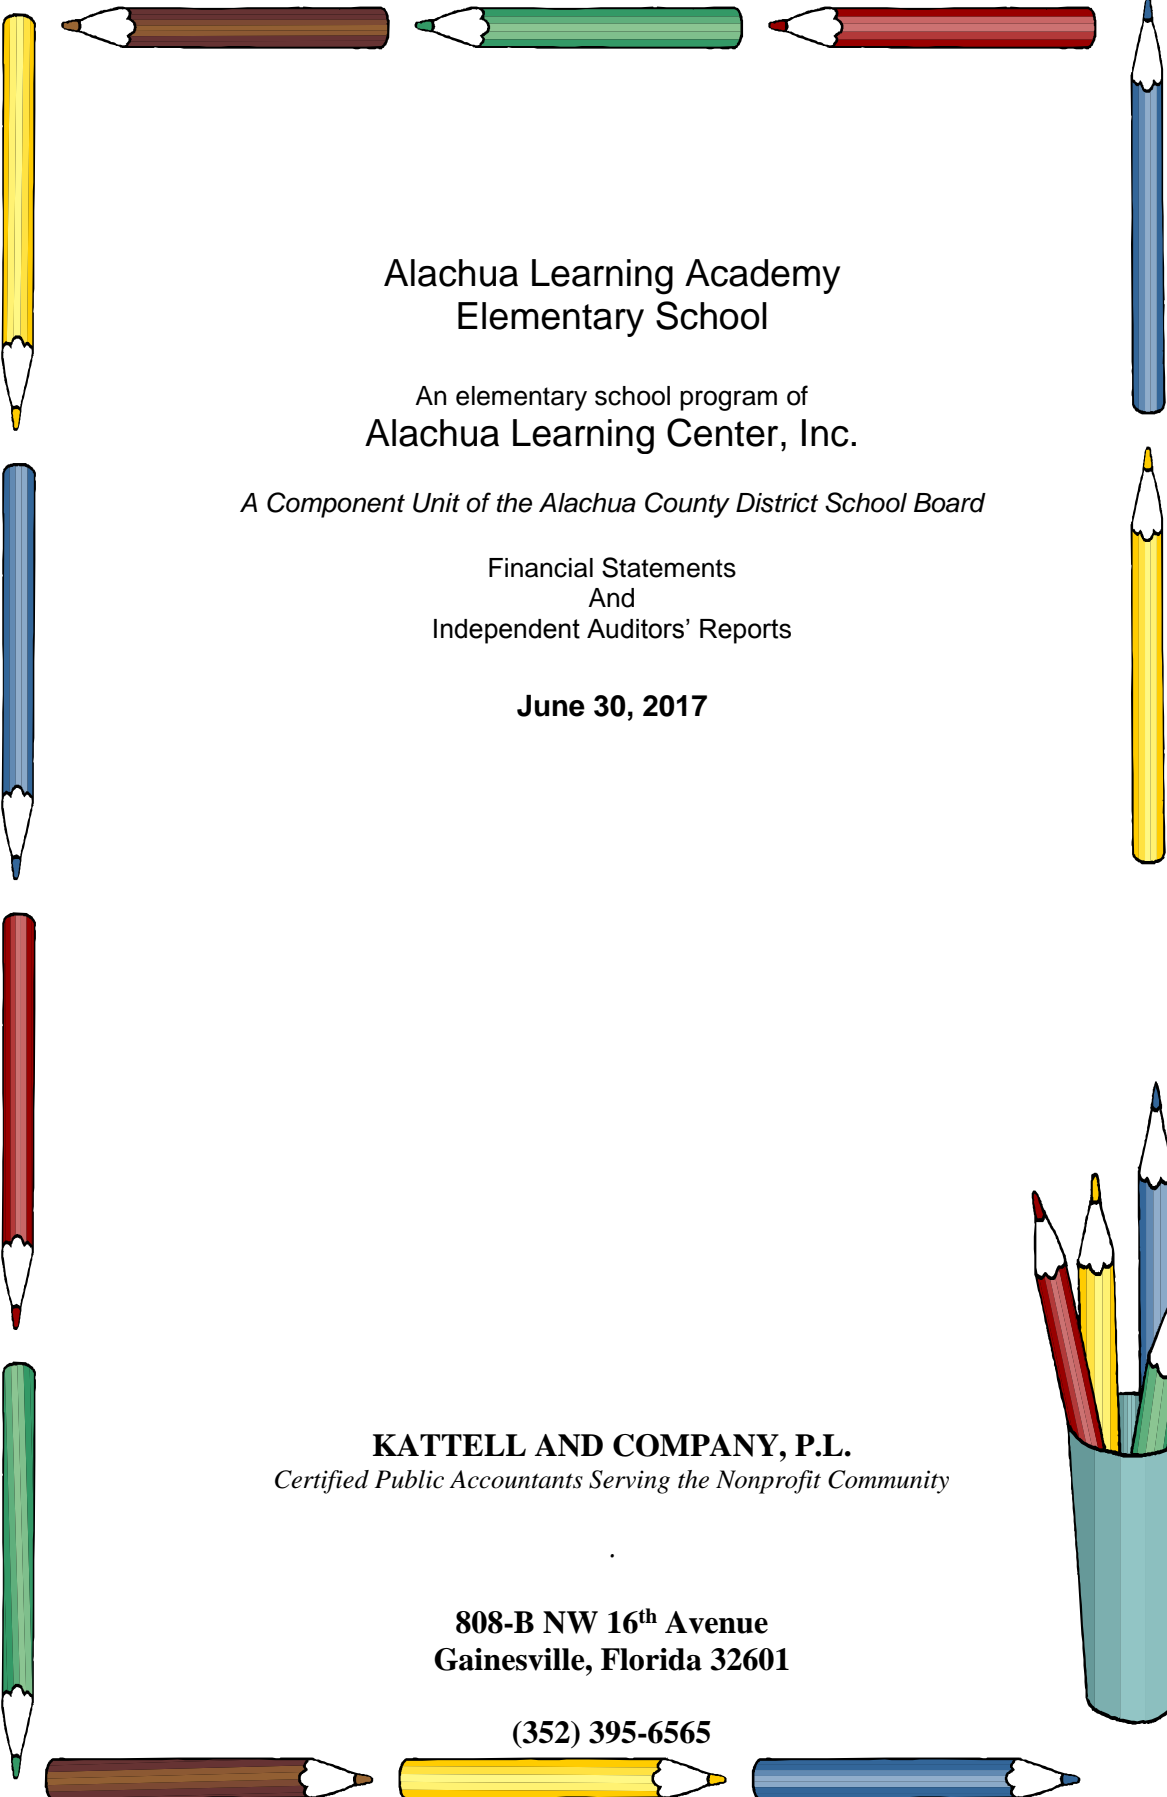 Alachua Learning Academy
Elementary School
An elementary school program of
Alachua Learning Center, Inc.
A Component Unit of the Alachua County District School Board
Financial Statements
And
Independent Auditors’ Reports
June 30, 2017
KATTELL AND COMPANY, P.L.
Certified Public Accountants Serving the Nonprofit Community
.
808-B NW 16th Avenue
Gainesville, Florida 32601
(352) 395-6565